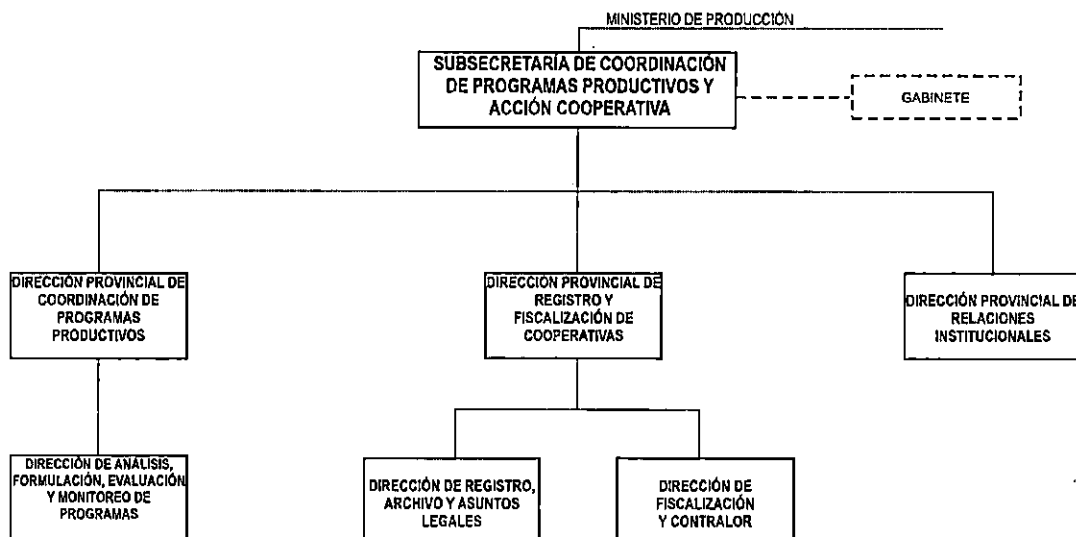 MINISTERIO DE PRODUCCIÓN
SUBSECRETARÍA DE COORDINACIÓN
DE PROGRAMAS PRODUCTIVOS Y
ACCIÓN COOPERATIVA
GABINETE
DIRECCIÓN PROVINCIAL DE
COORDINACIÓN DE
PROGRAMAS
PRODUCTIVOS
DIRECCIÓN PROVINCIAL DE
REGISTRO Y
FISCALIZACIÓN DE
COOPERATIVAS
DIRECCIÓN PROVINCIAL DE
RELACIONES
INSTITUCIONALES
DIRECCIÓN DE ANÁLISIS,
FORMULACIÓN, EVALUACIÓN
Y MONITOREO DE
PROGRAMAS
DIRECCIÓN DE REGISTRO,
ARCHIVO Y ASUNTOS
LEGALES
DIRECCIÓN DE
FISCALIZACIÓN
Y CONTRALOR